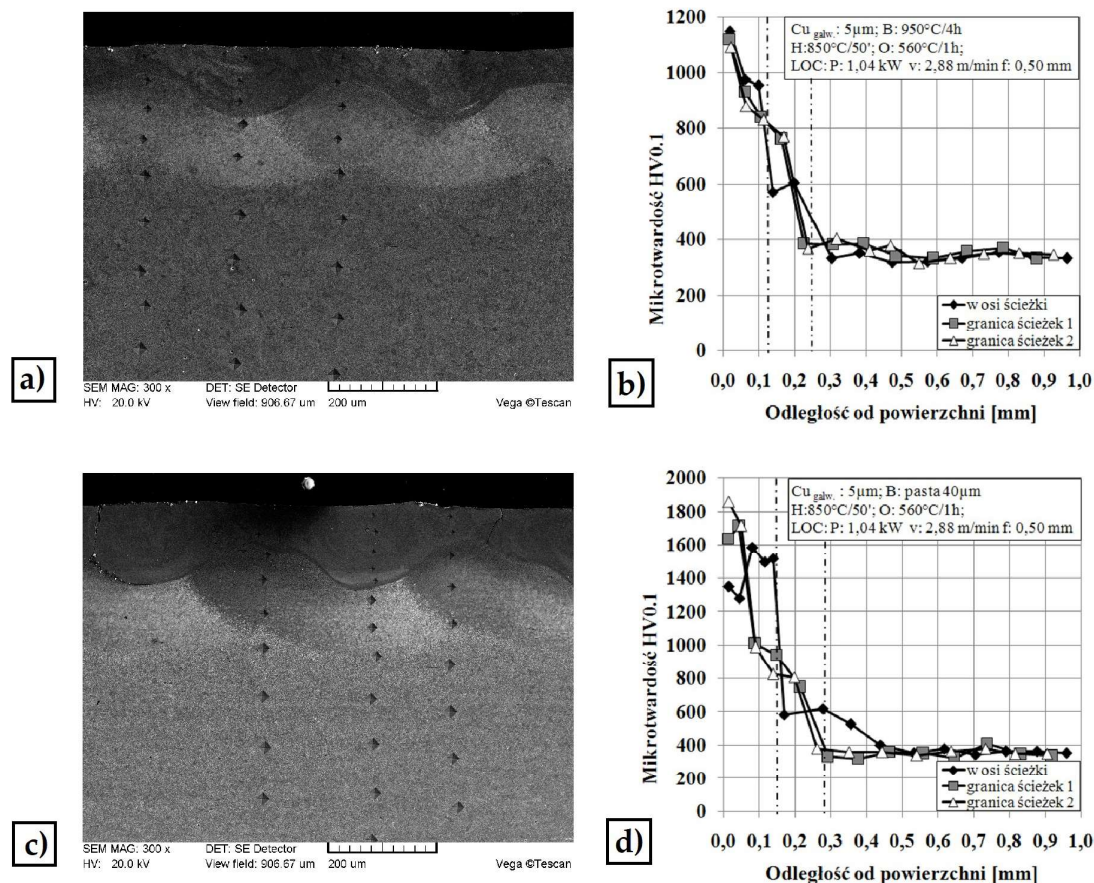 a)
SEM MAG: 300 x DET: SE Detector
HV: 20.0 kV View field: 906.67 um 200 um Vega ©Tescan
b)
Mikrotwardość HV0.1
1200
1000
800
600
400
200
0
Cu galw. : 5µm; B: 950°C/4h
H:850°C/50'; O: 560°C/1h;
LOC: P: 1,04 kW v: 2,88 m/min f: 0,50 mm
w osi ścieżki
granica ścieżek 1
granica ścieżek 2
0,0 0,1 0,2 0,3 0,4 0,5 0,6 0,7 0,8 0,9 1,0
Odległość od powierzchni [mm]
c)
SEM MAG: 300 x DET: SE Detector
HV: 20.0 kV View field: 906.67 um 200 um Vega ©Tescan
d)
Mikrotwardość HV0.1
2000
1800
1600
1400
1200
1000
800
600
400
200
0
Cu galw. : 5µm; B: pasta 40µm
H:850°C/50'; O: 560°C/1h;
LOC: P: 1,04 kW v: 2,88 m/min f: 0,50 mm
w osi ścieżki
granica ścieżek 1
granica ścieżek 2
0,0 0,1 0,2 0,3 0,4 0,5 0,6 0,7 0,8 0,9 1,0
Odległość od powierzchni [mm]